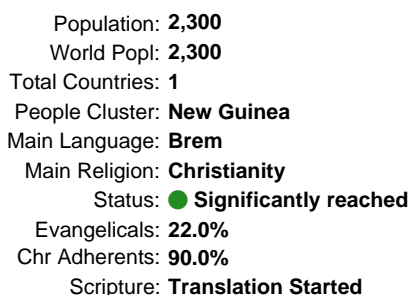 Population: 2,300
World Popl: 2,300
Total Countries: 1
People Cluster: New Guinea
Main Language: Brem
Main Religion: Christianity
Status: Significantly reached
Evangelicals: 22.0%
Chr Adherents: 90.0%
Scripture: Translation Started